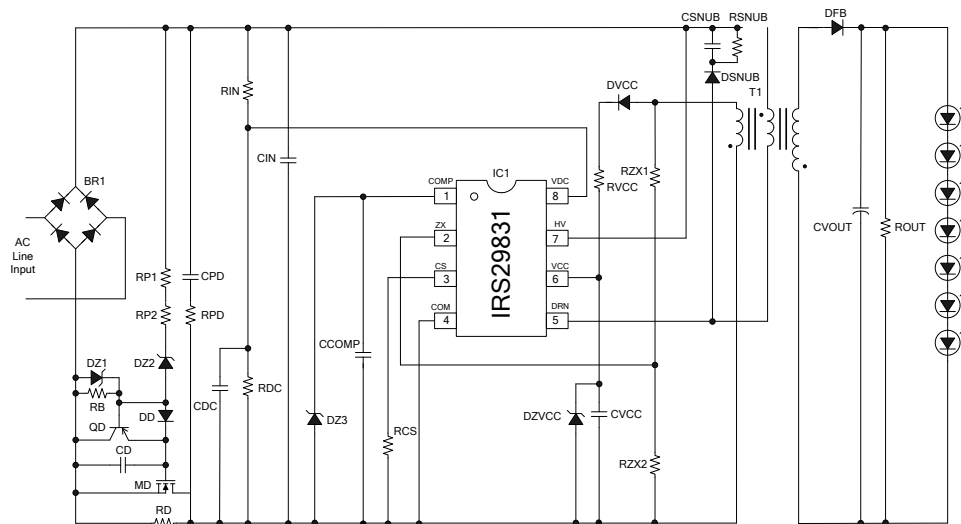 CSNUB RSNUB
DFB
DSNUB
T1
DVCC
RIN
CIN
BR1
AC
Line
Input
RP1
CPD
RP2
RPD
DZ2
DZ1
RB
DD
QD
CD
MD
RD
CDC
RDC
DZ3
CCOMP
RCS
IC1
IRS29831
COMP
1
ZX
2
CS
3
COM
4
VDC
8
HV
7
VCC
6
DRN
5
RVCC
RZX1
DZVCC
CVCC
RZX2
CVOUT
ROUT